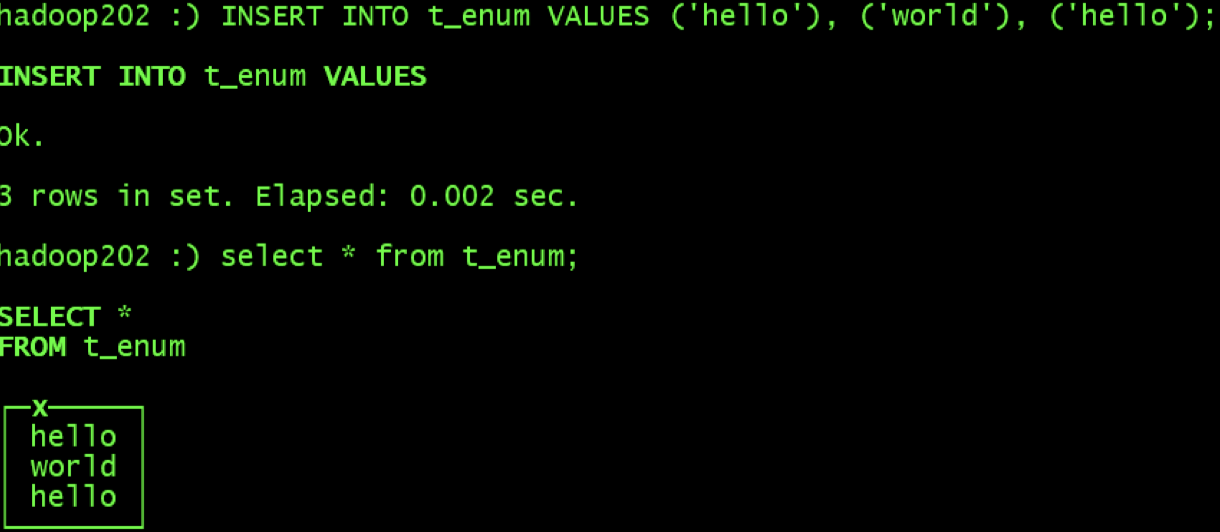 hadoop202 :) INSERT INTO t_enum VALUES ('hello'), ('world'), ('hello');
INSERT INTO t_enum VALUES
Ok.
3 rows in set. Elapsed: 0.002 sec.
hadoop202 :) select * from t_enum;
SELECT *
FROM t_enum
x
hello
world
hello